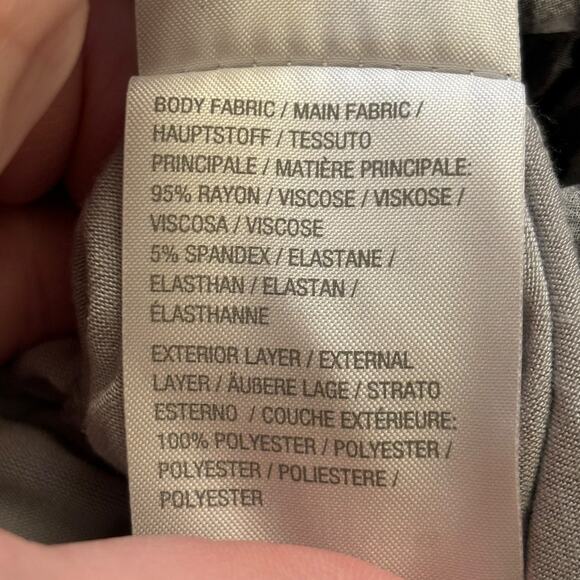 BODY FABRIC / MAIN FABRIC /
HAUPTSTOFF / TESSUTO
PRINCIPALE / MATIÈRE PRINCIPALE:
95% RAYON / VISCOSE / VISKOSE /
VISCOSA / VISCOSE
5% SPANDEX / ELASTANE /
ELASTHAN / ELASTAN /
ÉLASTHANNE
EXTERIOR LAYER / EXTERNAL
LAYER / ÄUßERE LAGE / STRATO
ESTERNO / COUCHE EXTÉRIEURE:
100% POLYESTER / POLYESTER /
POLYESTER / POLIESTERE /
POLYESTER